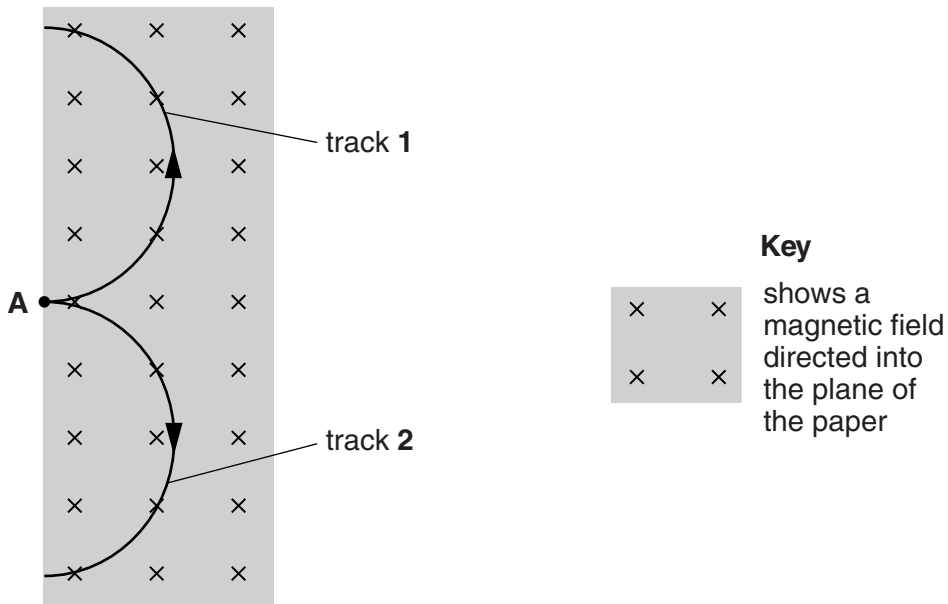 track 1
A
track 2
Key
shows a
magnetic field
directed into
the plane of
the paper